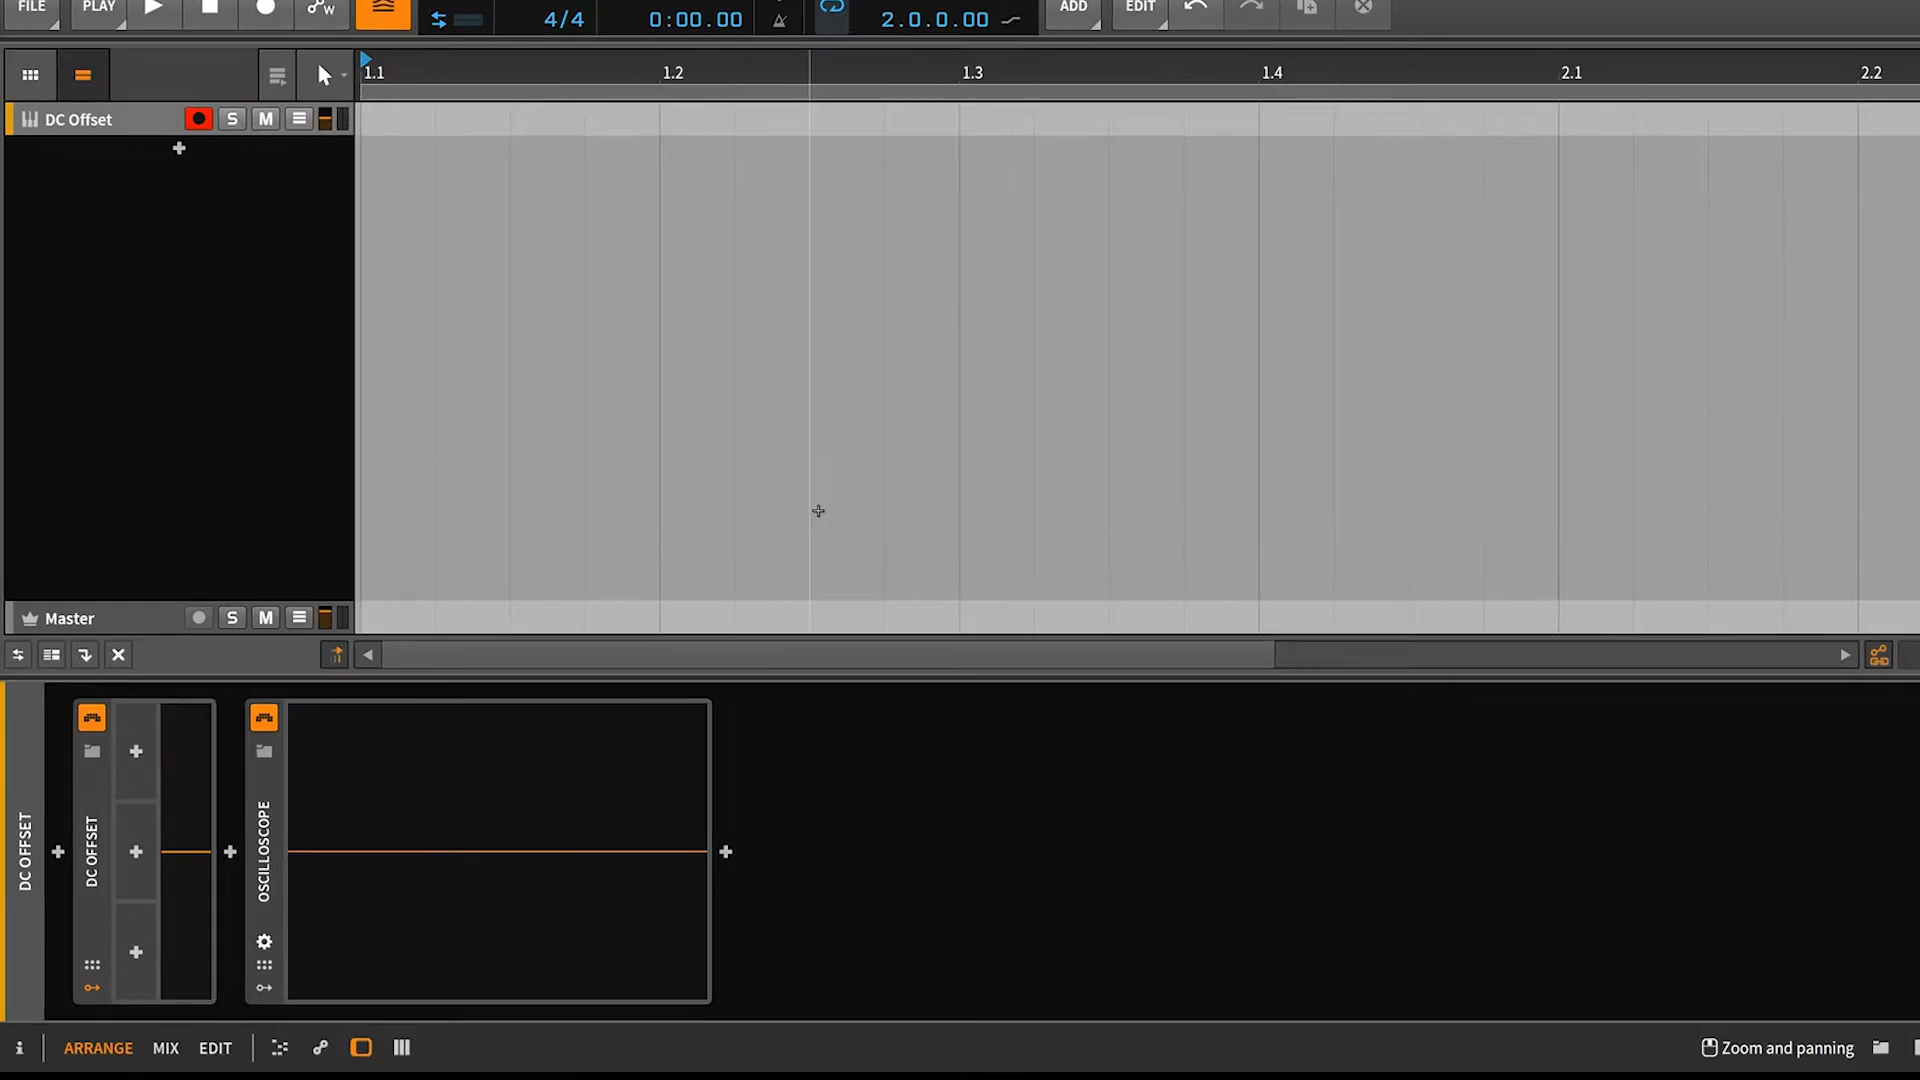 FILE PLAY 4/4 0:00.00 2.0.0.00 ADD EDIT
1.1 1.2 1.3 1.4 2.1 2.2
DC Offset S M
Master S M
DC OFFSET
DC OFFSET
OSCILLOSCOPE
i ARRANGE MIX EDIT Zoom and panning